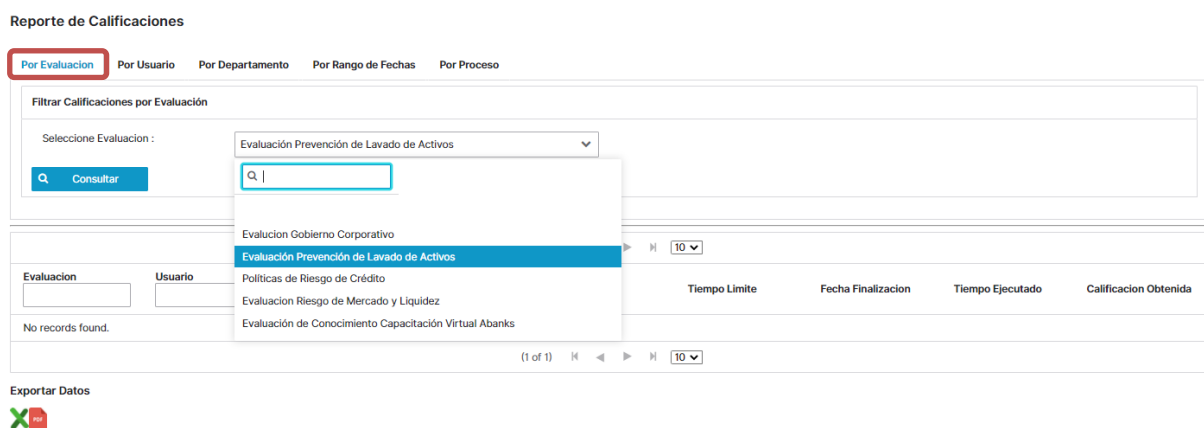 Reporte de Calificaciones
Por Evaluacion Por Usuario Por Departamento Por Rango de Fechas Por Proceso
Filtrar Calificaciones por Evaluación
Seleccione Evaluacion : Evaluación Prevención de Lavado de Activos
Consultar
Evalucion Gobierno Corporativo
Evaluación Prevención de Lavado de Activos
Políticas de Riesgo de Crédito
Evaluacion Riesgo de Mercado y Liquidez
Evaluación de Conocimiento Capacitación Virtual Abanks
10
Evaluacion Usuario Tiempo Limite Fecha Finalizacion Tiempo Ejecutado Calificacion Obtenida
No records found.
(1 of 1) 10
Exportar Datos
PDF